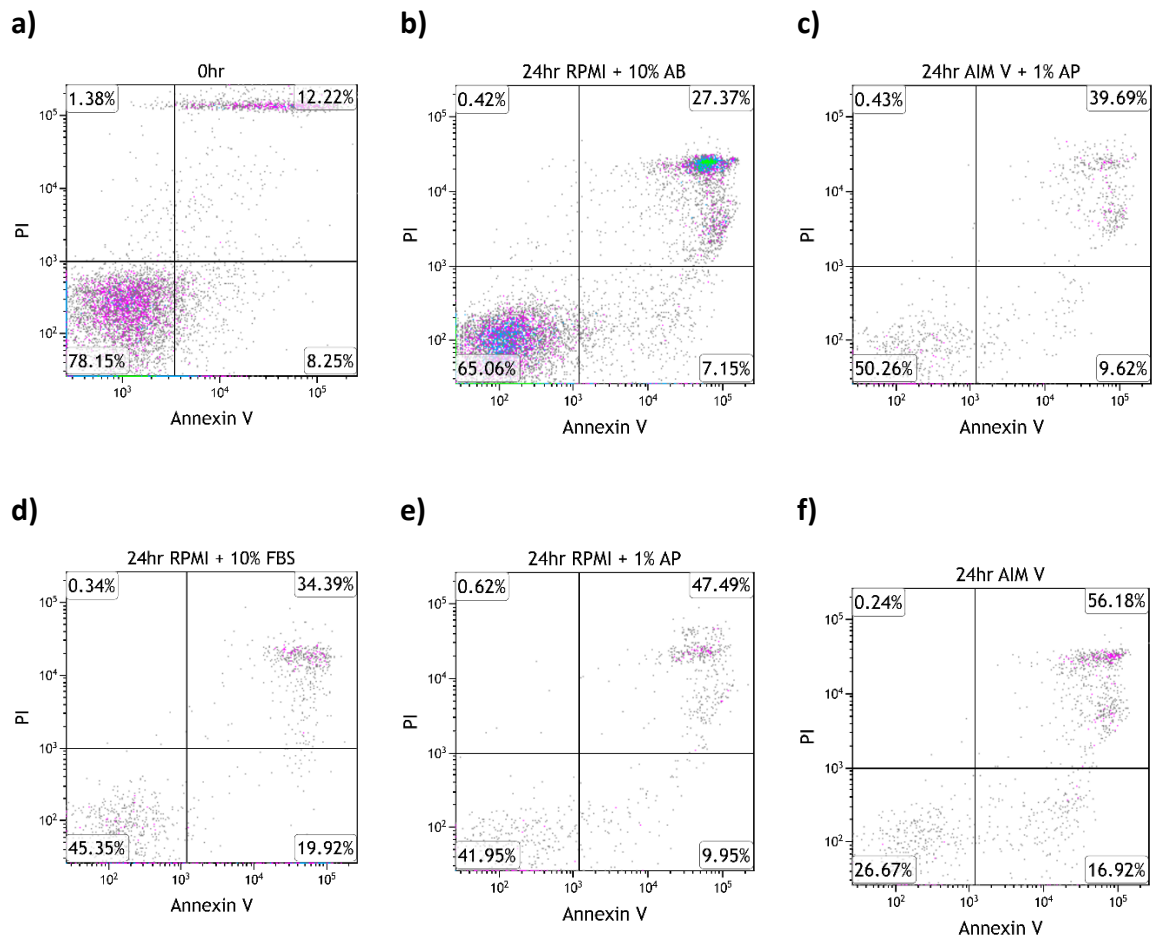 a)
0hr
1.38%
12.22%
10^5
10^4
PI
10^3
10^2
78.15%
8.25%
10^3
10^4
10^5
Annexin V
b)
24hr RPMI + 10% AB
0.42%
27.37%
10^5
10^4
PI
10^3
10^2
65.06%
7.15%
10^2
10^3
10^4
10^5
Annexin V
c)
24hr AIM V + 1% AP
0.43%
39.69%
10^5
10^4
PI
10^3
10^2
50.26%
9.62%
10^2
10^3
10^4
10^5
Annexin V
d)
24hr RPMI + 10% FBS
0.34%
34.39%
10^5
10^4
PI
10^3
10^2
45.35%
19.92%
10^2
10^3
10^4
10^5
Annexin V
e)
24hr RPMI + 1% AP
0.62%
47.49%
10^5
10^4
PI
10^3
10^2
41.95%
9.95%
10^2
10^3
10^4
10^5
Annexin V
f)
24hr AIM V
0.24%
56.18%
10^5
10^4
PI
10^3
10^2
26.67%
16.92%
10^2
10^3
10^4
10^5
Annexin V